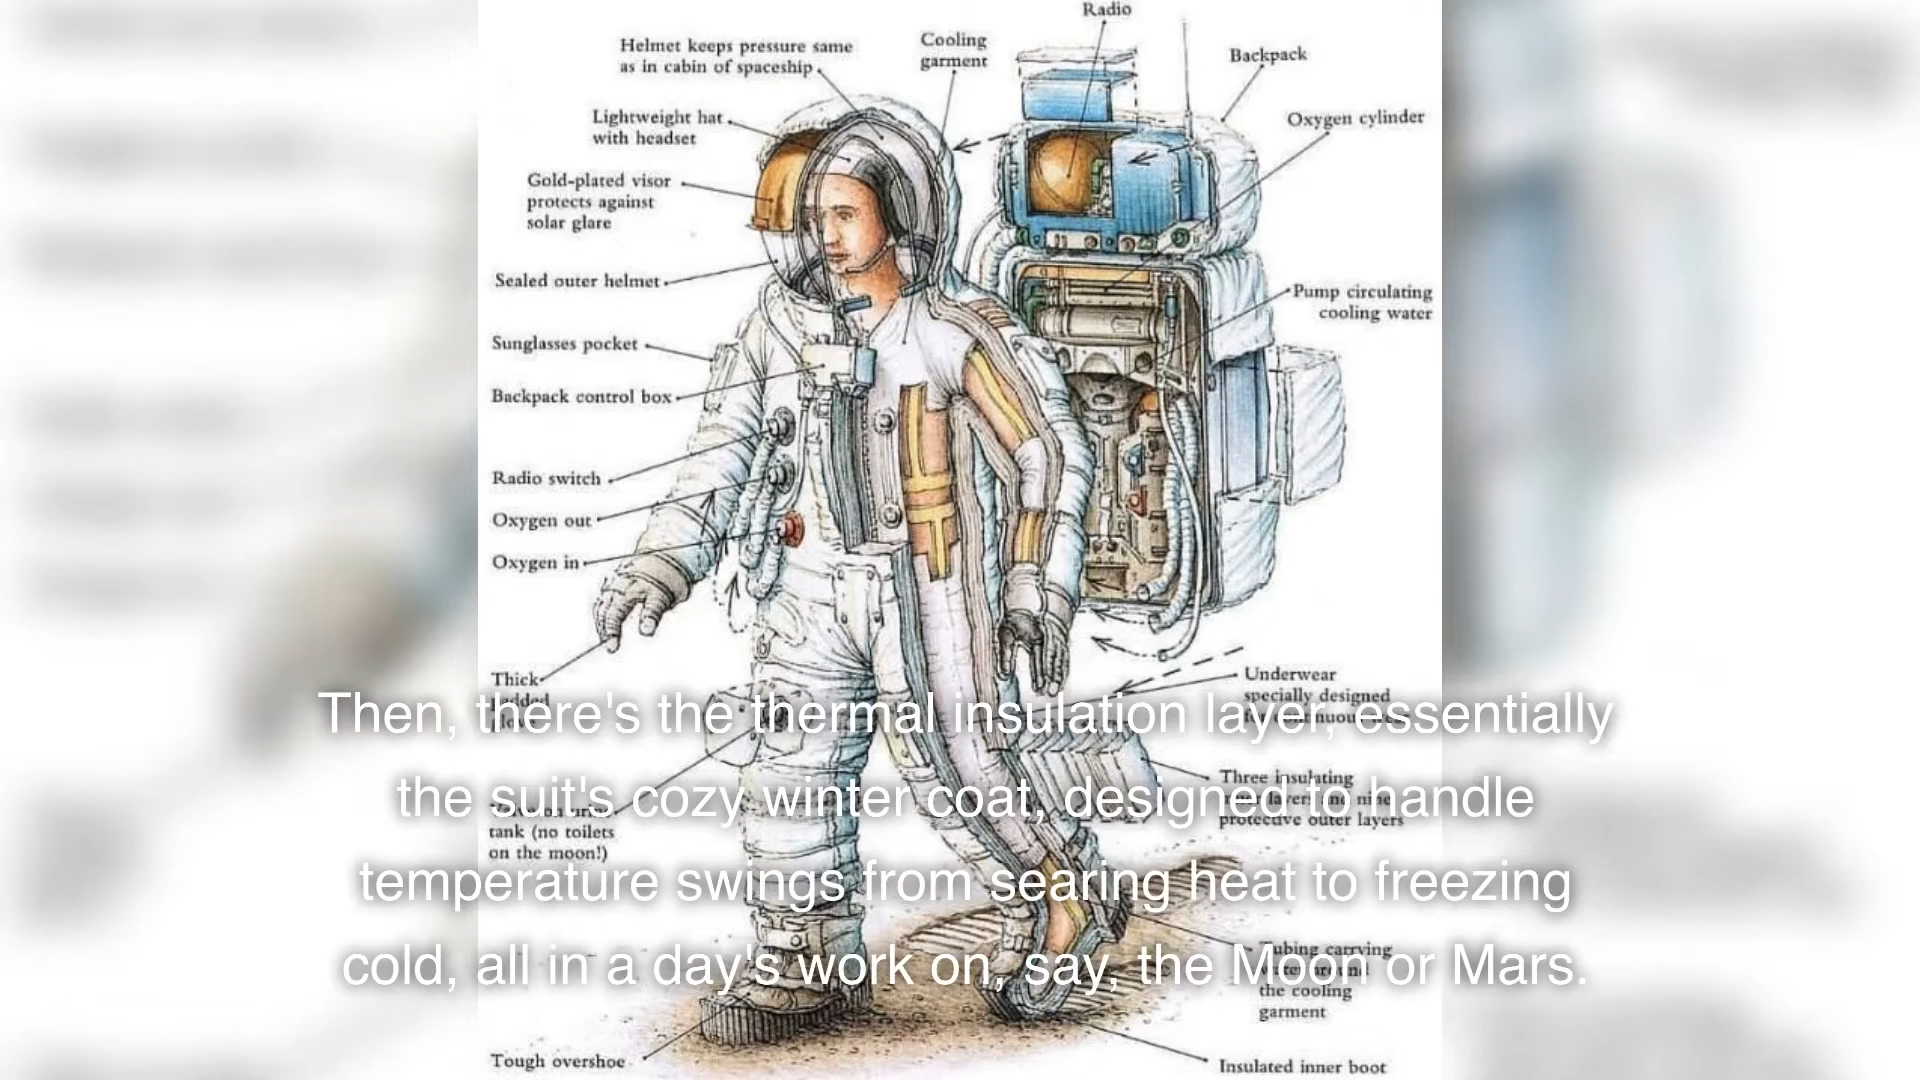 Radio
Helmet keeps pressure same
as in cabin of spaceship
Cooling
garment
Backpack
Lightweight hat
with headset
Oxygen cylinder
Gold-plated visor
protects against
solar glare
Sealed outer helmet
Pump circulating
cooling water
Sunglasses pocket
Backpack control box
Radio switch
Oxygen out
Oxygen in
Thick
Underwear
specially designed
Then, there's the thermal insulation layer, essentially
the suit's cozy winter coat, designed to handle
temperature swings from searing heat to freezing
cold, all in a day's work on, say, the Moon or Mars.
Three insulating
protective outer layers
tank (no toilets
on the moon!)
Tubing carrying
the cooling
garment
Tough overshoe
Insulated inner boot